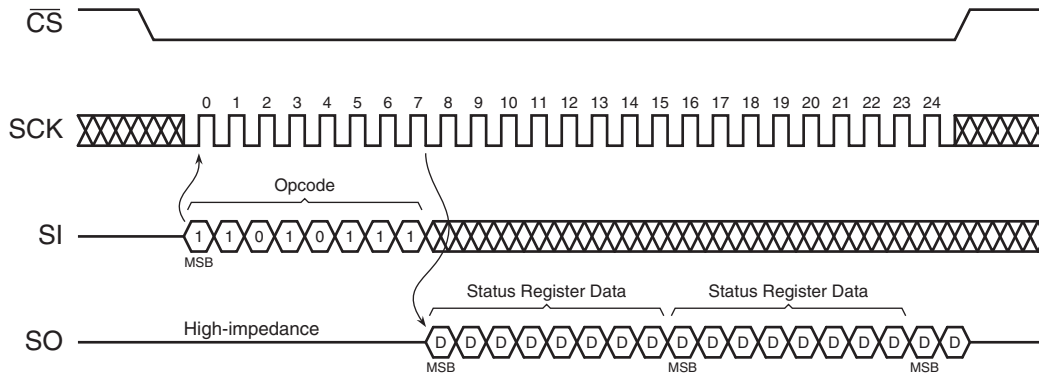 CS
0 1 2 3 4 5 6 7 8 9 10 11 12 13 14 15 16 17 18 19 20 21 22 23 24
SCK
Opcode
SI 1 1 0 1 0 1 1 1
MSB
Status Register Data Status Register Data
High-impedance
SO D D D D D D D D D D D D D D D D D D
MSB MSB MSB